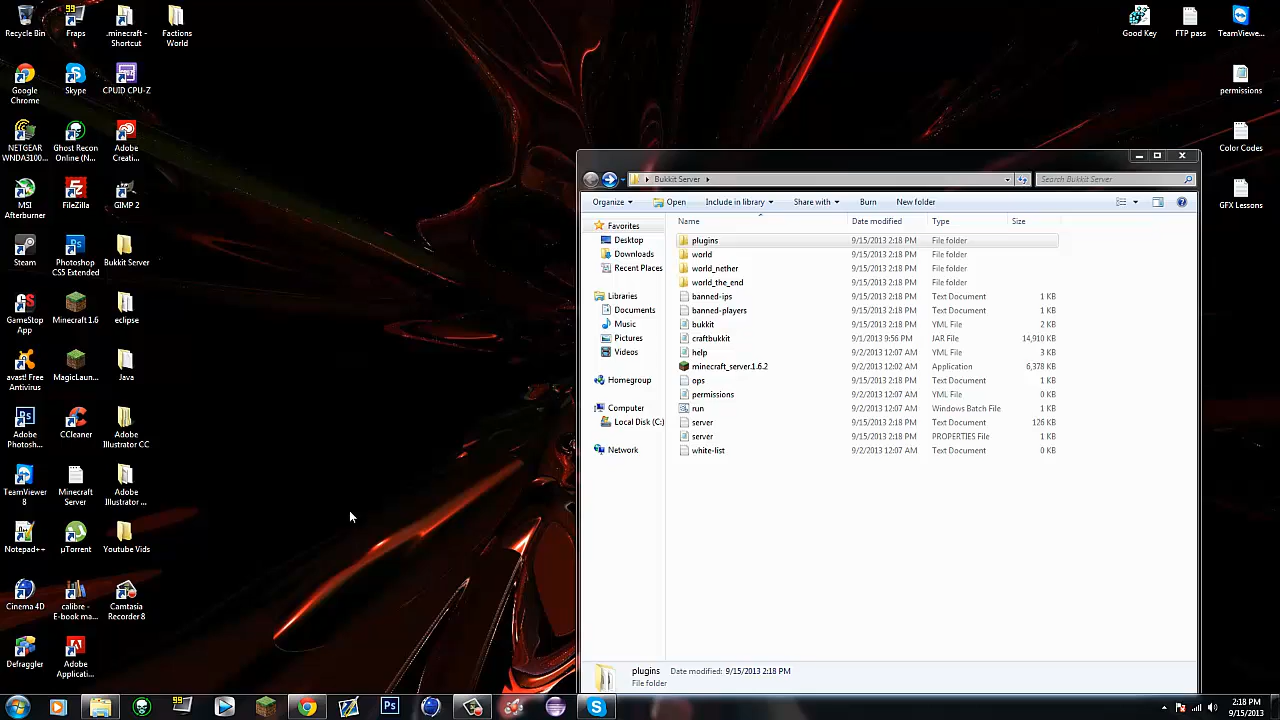 Recycle Bin
Fraps
.minecraft -
Shortcut
Factions
World
Google
Chrome
Skype
CPUID CPU-Z
NETGEAR
WNDA3100...
Ghost Recon
Online (N...
Adobe
Creati...
MSI
Afterburner
FileZilla
GIMP 2
Steam
Photoshop
CS5 Extended
Bukkit Server
GameStop
App
Minecraft 1.6
eclipse
avast! Free
Antivirus
MagicLaun...
Java
Adobe
Photosh...
CCleaner
Adobe
Illustrator CC
TeamViewer
8
Minecraft
Server
Adobe
Illustrator ...
Notepad++
µTorrent
Youtube Vids
Cinema 4D
calibre -
E-book ma...
Camtasia
Recorder 8
Defraggler
Adobe
Applicati...
Good Key
FTP pass
TeamViewe...
permissions
Color Codes
GFX Lessons
Bukkit Server
Search Bukkit Server
Organize
Open
Include in library
Share with
Burn
New folder
Favorites
Desktop
Downloads
Recent Places
Libraries
Documents
Music
Pictures
Videos
Homegroup
Computer
Local Disk (C:)
Network
Name Date modified Type Size
plugins 9/15/2013 2:18 PM File folder
world 9/15/2013 2:18 PM File folder
world_nether 9/15/2013 2:18 PM File folder
world_the_end 9/15/2013 2:18 PM File folder
banned-ips 9/15/2013 2:18 PM Text Document 1 KB
banned-players 9/15/2013 2:18 PM Text Document 1 KB
bukkit 9/15/2013 2:18 PM YML File 2 KB
craftbukkit 9/1/2013 9:56 PM JAR File 14,910 KB
help 9/2/2013 12:07 AM YML File 3 KB
minecraft_server.1.6.2 9/2/2013 12:02 AM Application 6,378 KB
ops 9/15/2013 2:18 PM Text Document 1 KB
permissions 9/2/2013 12:07 AM YML File 0 KB
run 9/2/2013 12:07 AM Windows Batch File 1 KB
server 9/15/2013 2:18 PM Text Document 126 KB
server 9/15/2013 2:18 PM PROPERTIES File 1 KB
white-list 9/2/2013 12:07 AM Text Document 0 KB
plugins Date modified: 9/15/2013 2:18 PM
File folder
2:18 PM
9/15/2013